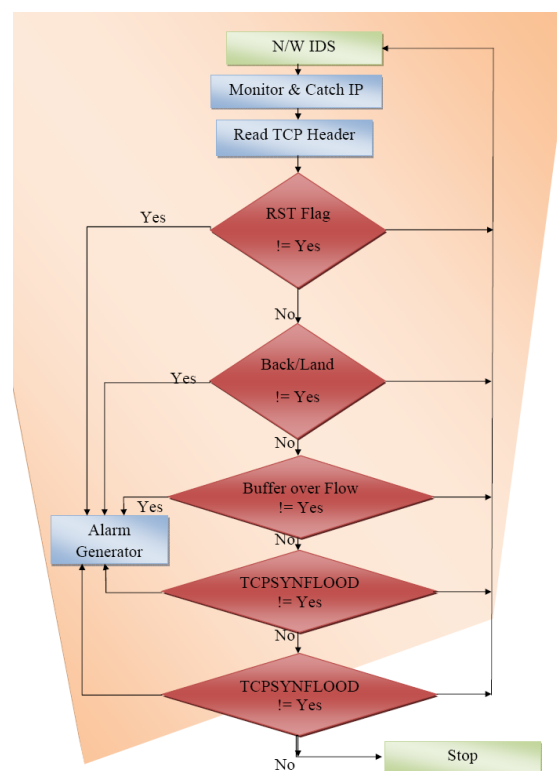 N/W IDS
Monitor & Catch IP
Read TCP Header
Yes
RST Flag
!= Yes
No
Yes
Back/Land
!= Yes
No
Yes
Buffer over Flow
!= Yes
Alarm
Generator
No
TCPSYNFLOOD
!= Yes
No
TCPSYNFLOOD
!= Yes
No
Stop